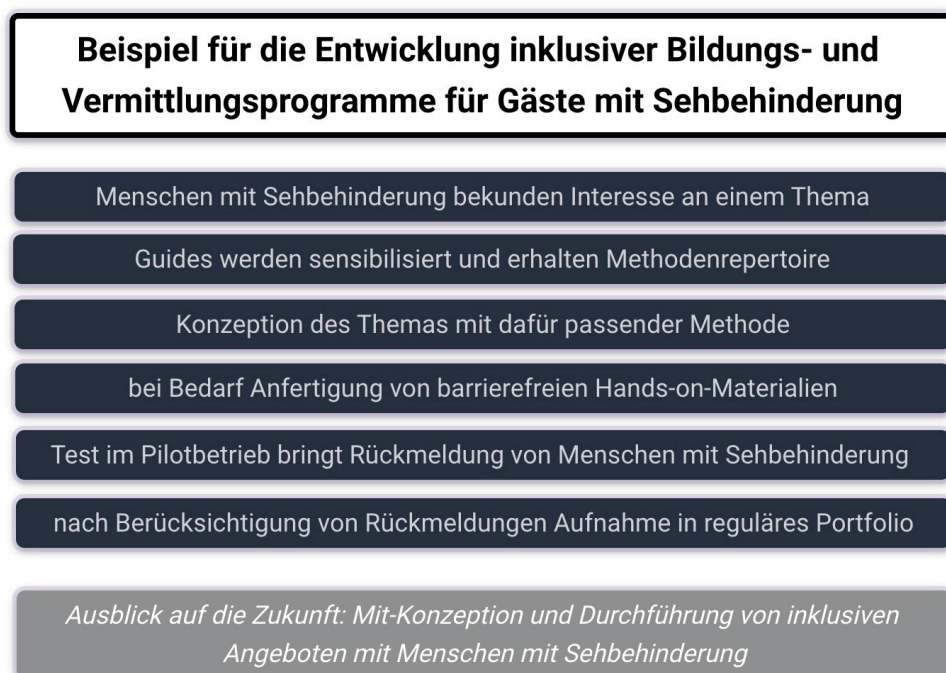 Beispiel für die Entwicklung inklusiver Bildungs- und
Vermittlungsprogramme für Gäste mit Sehbehinderung
Menschen mit Sehbehinderung bekunden Interesse an einem Thema
Guides werden sensibilisiert und erhalten Methodenrepertoire
Konzeption des Themas mit dafür passender Methode
bei Bedarf Anfertigung von barrierefreien Hands-on-Materialien
Test im Pilotbetrieb bringt Rückmeldung von Menschen mit Sehbehinderung
nach Berücksichtigung von Rückmeldungen Aufnahme in reguläres Portfolio
Ausblick auf die Zukunft: Mit-Konzeption und Durchführung von inklusiven
Angeboten mit Menschen mit Sehbehinderung